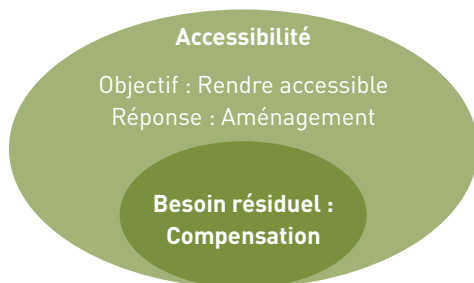 Accessibilité
Objectif : Rendre accessible
Réponse : Aménagement
Besoin résiduel :
Compensation